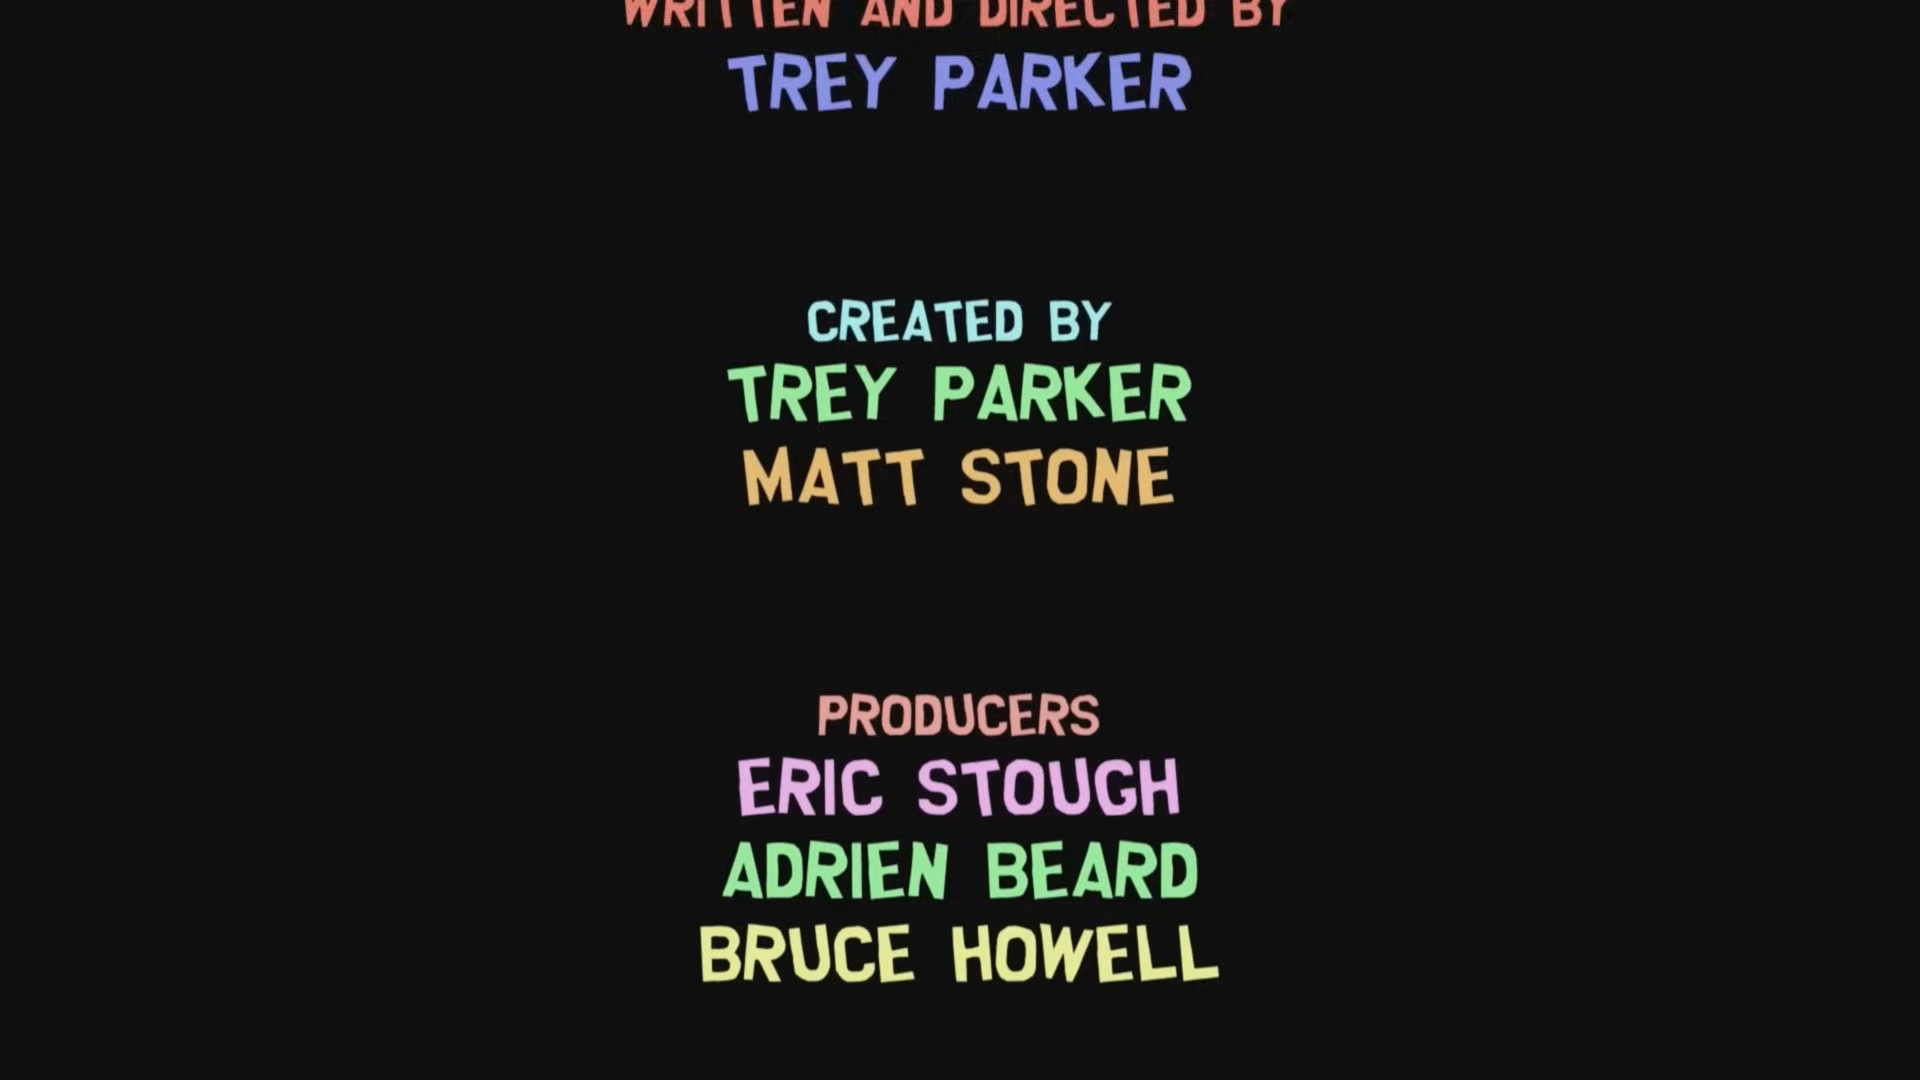 WRITTEN AND DIRECTED BY
TREY PARKER
CREATED BY
TREY PARKER
MATT STONE
PRODUCERS
ERIC STOUGH
ADRIEN BEARD
BRUCE HOWELL